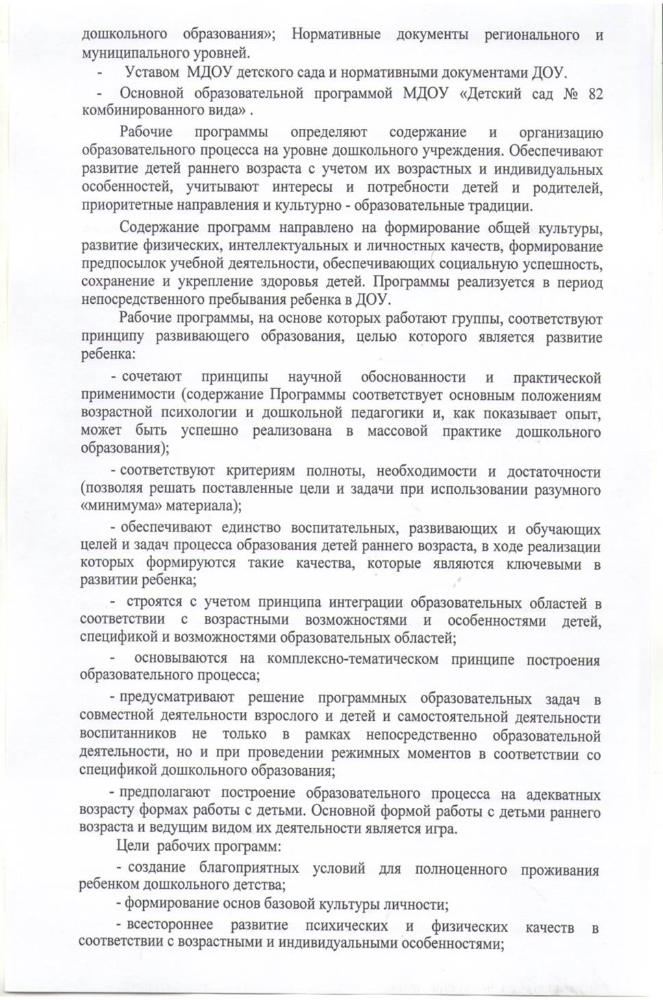 дошкольного образования»; Нормативные документы регионального и
муниципального уровней.
- Уставом МДОУ детского сада и нормативными документами ДОУ.
- Основной образовательной программой МДОУ «Детский сад № 82
комбинированного вида» .
Рабочие программы определяют содержание и организацию
образовательного процесса на уровне дошкольного учреждения. Обеспечивают
развитие детей раннего возраста с учетом их возрастных и индивидуальных
особенностей, учитывают интересы и потребности детей и родителей,
приоритетные направления и культурно - образовательные традиции.
Содержание программ направлено на формирование общей культуры,
развитие физических, интеллектуальных и личностных качеств, формирование
предпосылок учебной деятельности, обеспечивающих социальную успешность,
сохранение и укрепление здоровья детей. Программы реализуется в период
непосредственного пребывания ребенка в ДОУ.
Рабочие программы, на основе которых работают группы, соответствуют
принципу развивающего образования, целью которого является развитие
ребенка:
- сочетают принципы научной обоснованности и практической
применимости (содержание Программы соответствует основным положениям
возрастной психологии и дошкольной педагогики и, как показывает опыт,
может быть успешно реализована в массовой практике дошкольного
образования);
- соответствуют критериям полноты, необходимости и достаточности
(позволяя решать поставленные цели и задачи при использовании разумного
«минимума» материала);
- обеспечивают единство воспитательных, развивающих и обучающих
целей и задач процесса образования детей раннего возраста, в ходе реализации
которых формируются такие качества, которые являются ключевыми в
развитии ребенка;
- строятся с учетом принципа интеграции образовательных областей в
соответствии с возрастными возможностями и особенностями детей,
спецификой и возможностями образовательных областей;
- основываются на комплексно-тематическом принципе построения
образовательного процесса;
- предусматривают решение программных образовательных задач в
совместной деятельности взрослого и детей и самостоятельной деятельности
воспитанников не только в рамках непосредственно образовательной
деятельности, но и при проведении режимных моментов в соответствии со
спецификой дошкольного образования;
- предполагают построение образовательного процесса на адекватных
возрасту формах работы с детьми. Основной формой работы с детьми раннего
возраста и ведущим видом их деятельности является игра.
Цели рабочих программ:
- создание благоприятных условий для полноценного проживания
ребенком дошкольного детства;
- формирование основ базовой культуры личности;
- всестороннее развитие психических и физических качеств в
соответствии с возрастными и индивидуальными особенностями;